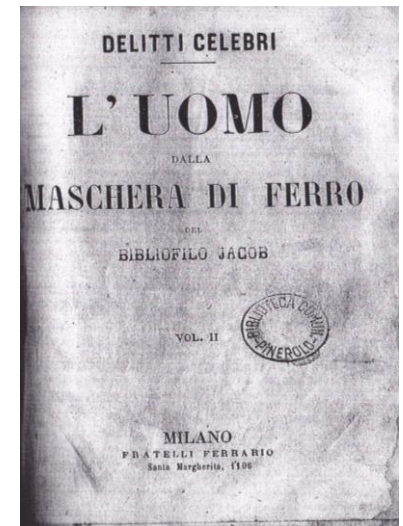 DELITTI CELEBRI
L'UOMO
DALLA
MASCHERA DI FERRO
DEL
BIBLIOFILO JACOB
VOL. II
BIBLIOTECA COMUN.
PINEROLO
MILANO
FRATELLI FERRARIO
Santa Margherita, 1106